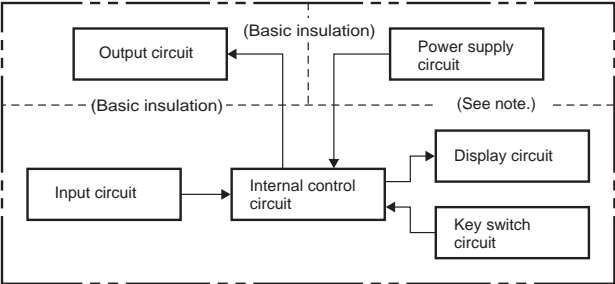 (Basic insulation)
Output circuit
Power supply
circuit
(Basic insulation)
(See note.)
Display circuit
Input circuit
Internal control
circuit
Key switch
circuit